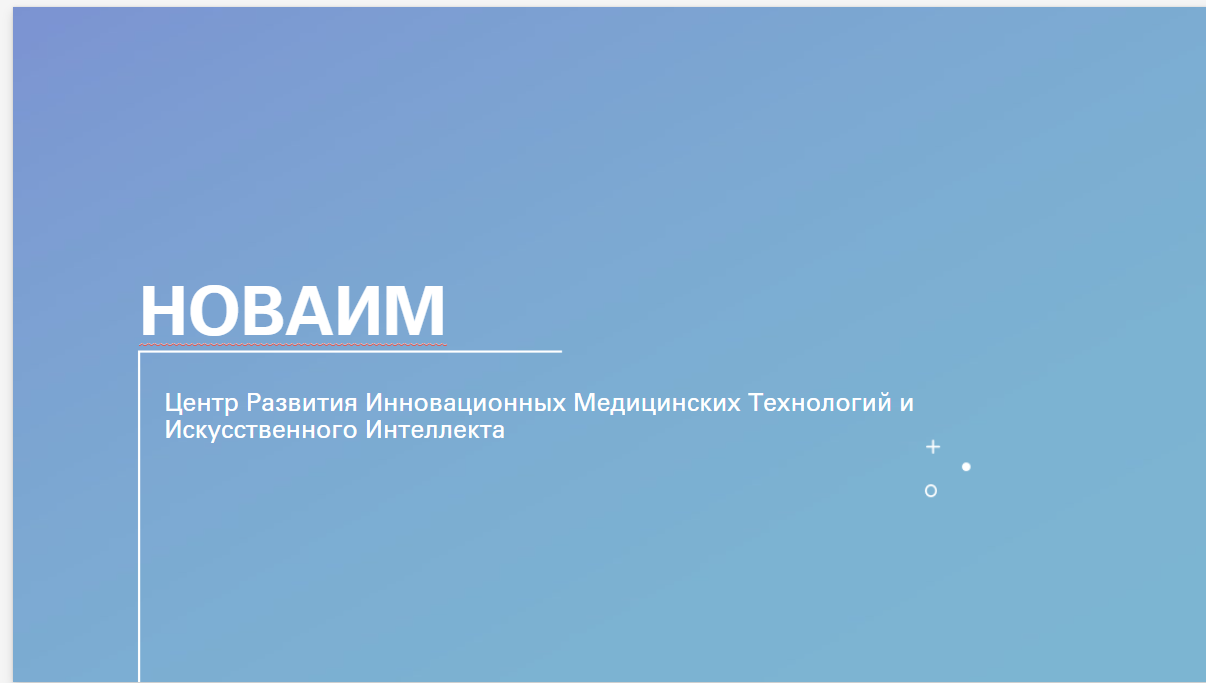 НОВАИМ
Центр Развития Инновационных Медицинских Технологий и
Искусственного Интеллекта